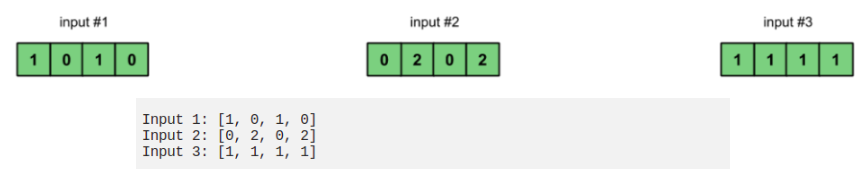 input #1 input #2 input #3
1 0 1 0 0 2 0 2 1 1 1 1
Input 1: [1, 0, 1, 0]
Input 2: [0, 2, 0, 2]
Input 3: [1, 1, 1, 1]